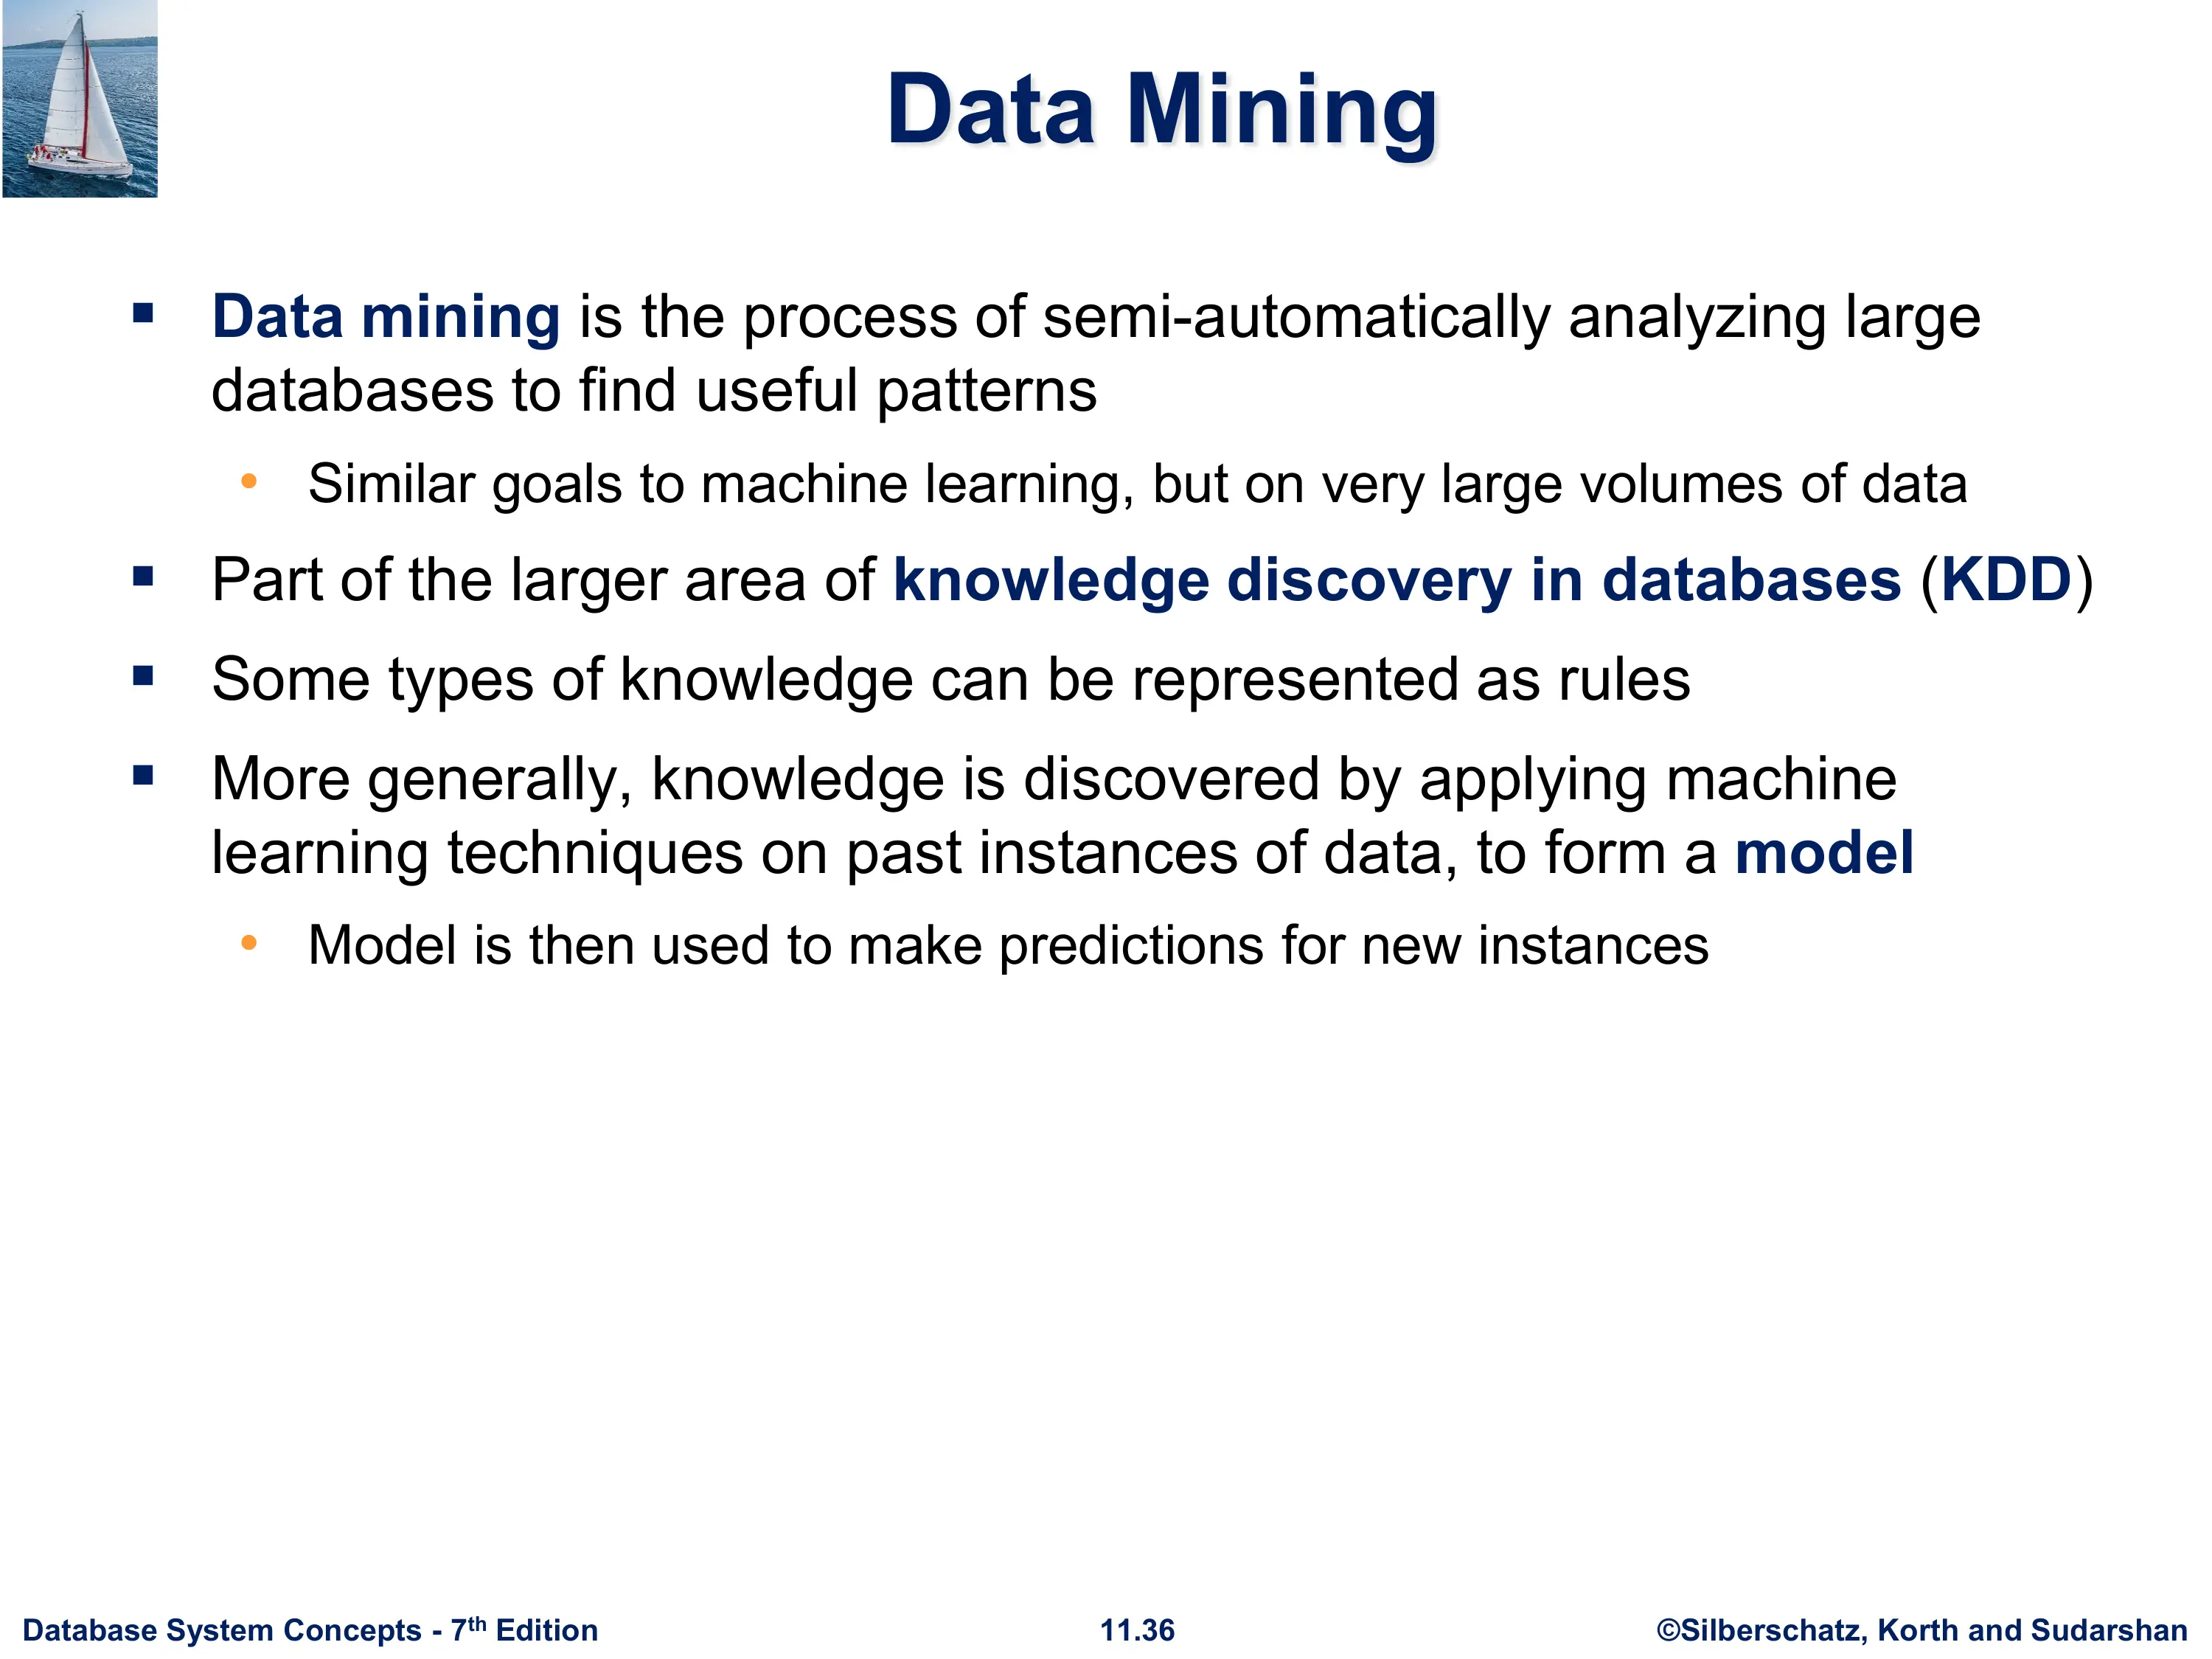 Data Mining
▪ Data mining is the process of semi-automatically analyzing large
databases to find useful patterns
• Similar goals to machine learning, but on very large volumes of data
▪ Part of the larger area of knowledge discovery in databases (KDD)
▪ Some types of knowledge can be represented as rules
▪ More generally, knowledge is discovered by applying machine
learning techniques on past instances of data, to form a model
• Model is then used to make predictions for new instances
Database System Concepts - 7th Edition
11.36
©Silberschatz, Korth and Sudarshan